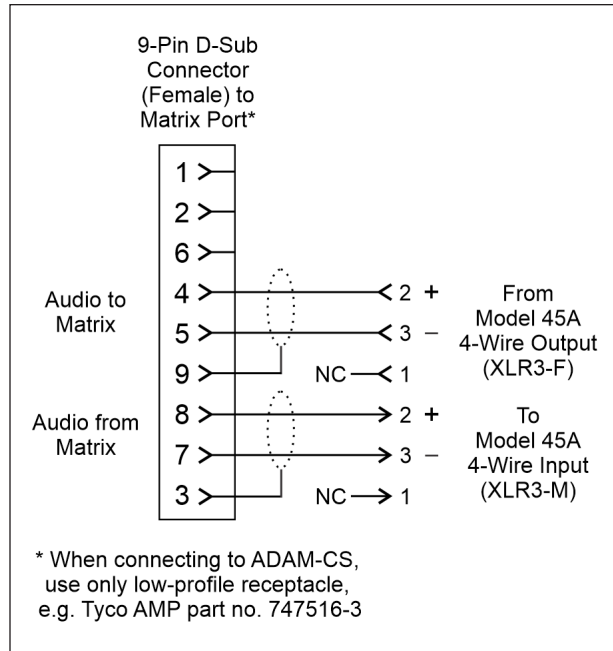 9-Pin D-Sub
Connector
(Female) to
Matrix Port*
1
2
6
Audio to
Matrix
4
5
9
2 +
3 –
NC 1
From
Model 45A
4-Wire Output
(XLR3-F)
Audio from
Matrix
8
7
3
2 +
3 –
NC 1
To
Model 45A
4-Wire Input
(XLR3-M)
* When connecting to ADAM-CS,
use only low-profile receptacle,
e.g. Tyco AMP part no. 747516-3